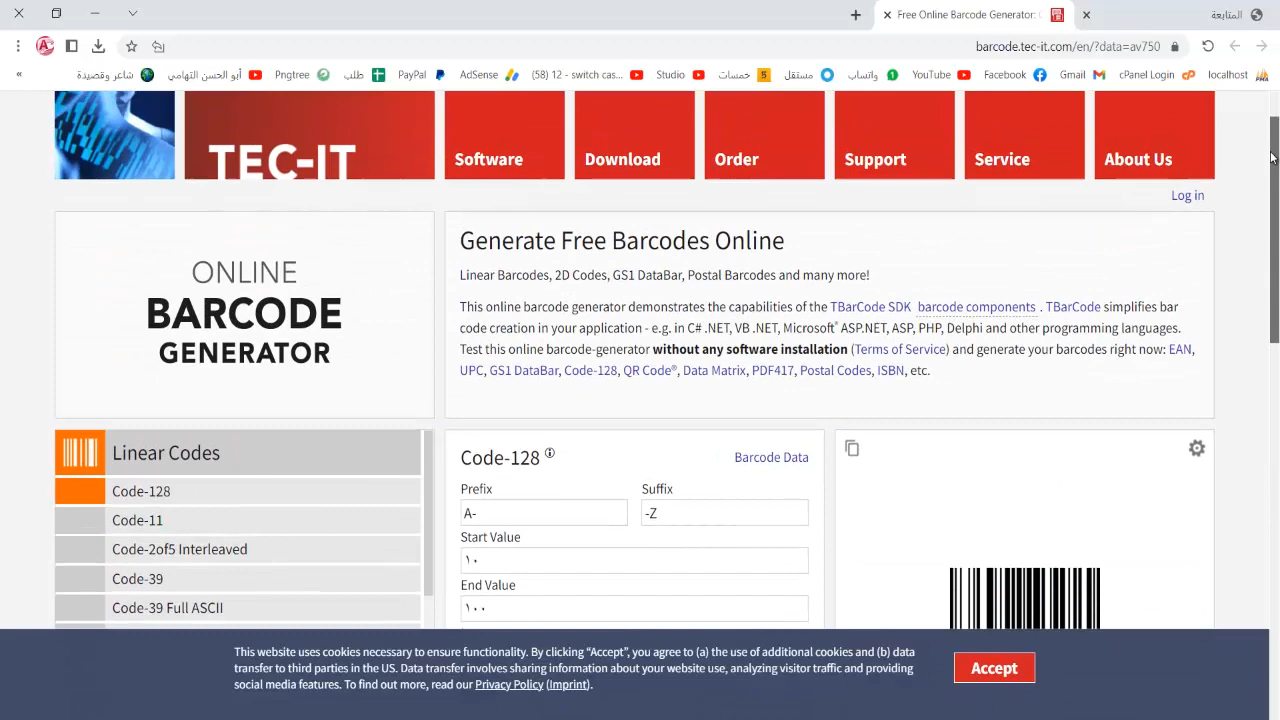 Free Online Barcode Generator: C
المتابعة
barcode.tec-it.com/en/?data=av750
«
أبو الحسن التهامي شاعر وقصيدة
Pngtree
طلب
PayPal
AdSense
(58) 12 - switch cas...
Studio
خمسات
مستقل
واتساب
YouTube
Facebook
Gmail
cPanel Login
localhost
TEC-IT
Software
Download
Order
Support
Service
About Us
Log in
ONLINE
BARCODE
GENERATOR
Generate Free Barcodes Online
Linear Barcodes, 2D Codes, GS1 DataBar, Postal Barcodes and many more!
This online barcode generator demonstrates the capabilities of the TBarCode SDK barcode components . TBarCode simplifies bar
code creation in your application - e.g. in C# .NET, VB .NET, Microsoft® ASP.NET, ASP, PHP, Delphi and other programming languages.
Test this online barcode-generator without any software installation (Terms of Service) and generate your barcodes right now: EAN,
UPC, GS1 DataBar, Code-128, QR Code®, Data Matrix, PDF417, Postal Codes, ISBN, etc.
Linear Codes
Code-128
Code-11
Code-2of5 Interleaved
Code-39
Code-39 Full ASCII
Code-128
Barcode Data
Prefix
Suffix
A-
-Z
Start Value
١٠
End Value
١٠٠
This website uses cookies necessary to ensure functionality. By clicking “Accept”, you agree to (a) the use of additional cookies and (b) data
transfer to third parties in the US. Data transfer involves sharing information about your website use, analyzing visitor traffic and providing
social media features. To find out more, read our Privacy Policy (Imprint).
Accept